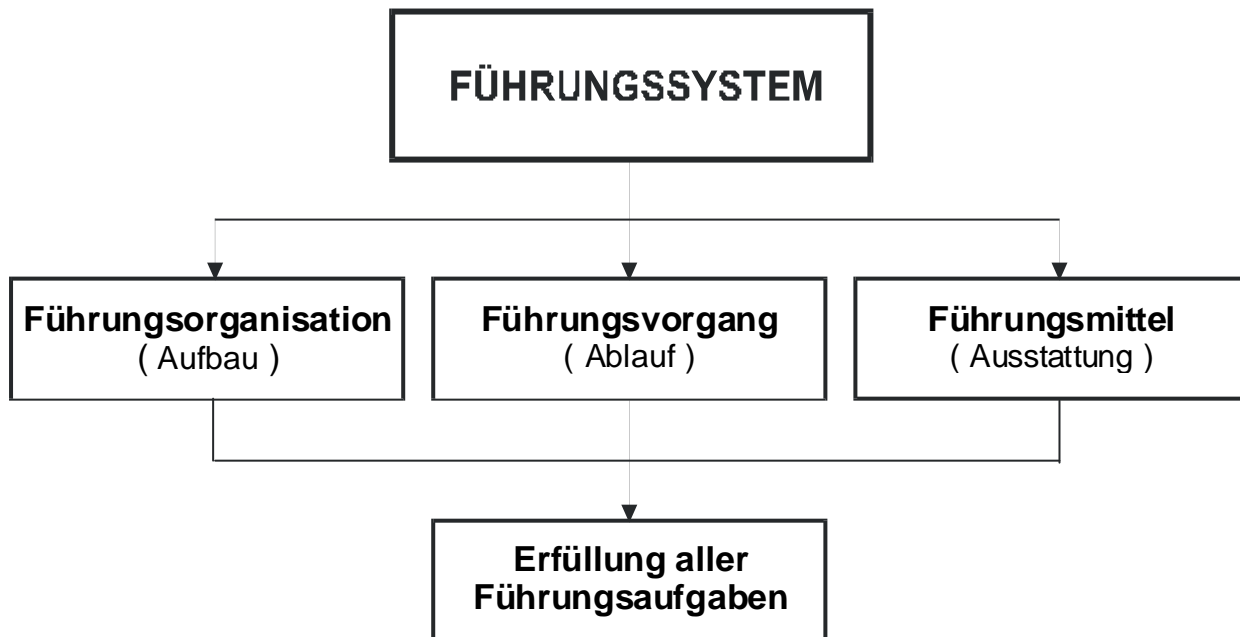 FÜHRUNGSSYSTEM
Führungsorganisation
( Aufbau )
Führungsvorgang
( Ablauf )
Führungsmittel
( Ausstattung )
Erfüllung aller
Führungsaufgaben